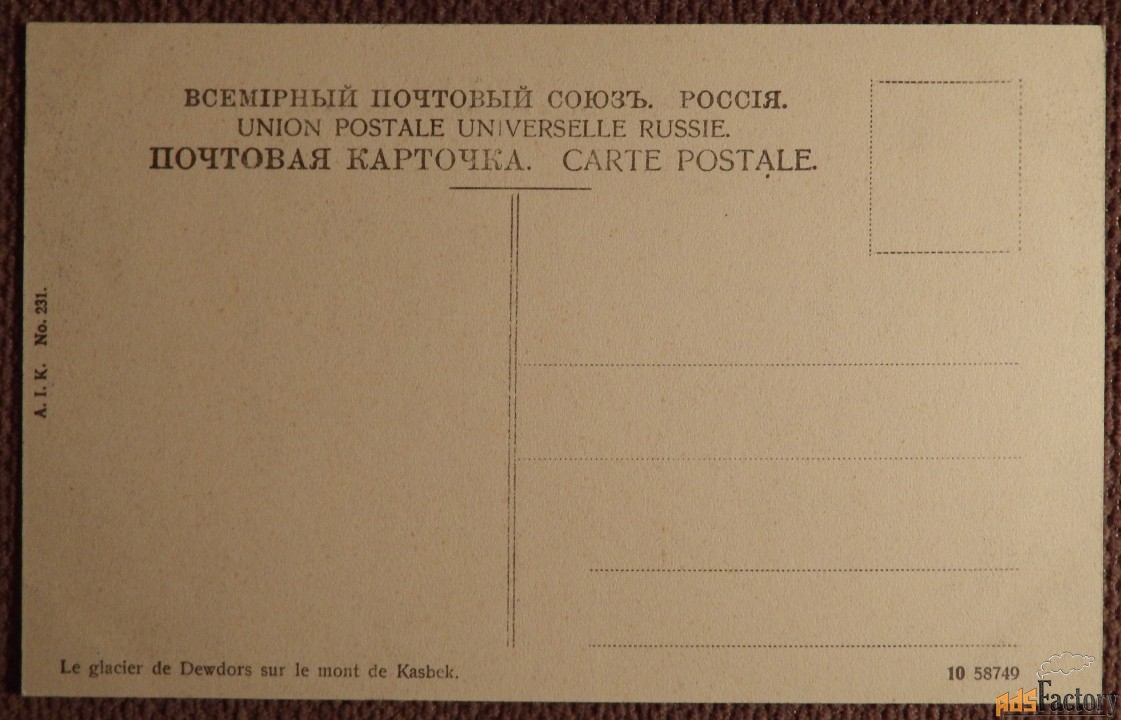 ВСЕМІРНЫЙ ПОЧТОВЫЙ СОЮЗЪ. РОССІЯ.
UNION POSTALE UNIVERSELLE RUSSIE.
ПОЧТОВАЯ КАРТОЧКА. CARTE POSTALE.
A. I. K. No. 231.
Le glacier de Dewdors sur le mont de Kasbek.
10 58749
AdsFactory